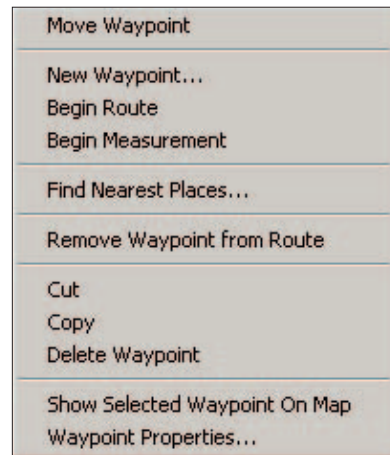 Move Waypoint
New Waypoint...
Begin Route
Begin Measurement
Find Nearest Places...
Remove Waypoint from Route
Cut
Copy
Delete Waypoint
Show Selected Waypoint On Map
Waypoint Properties...